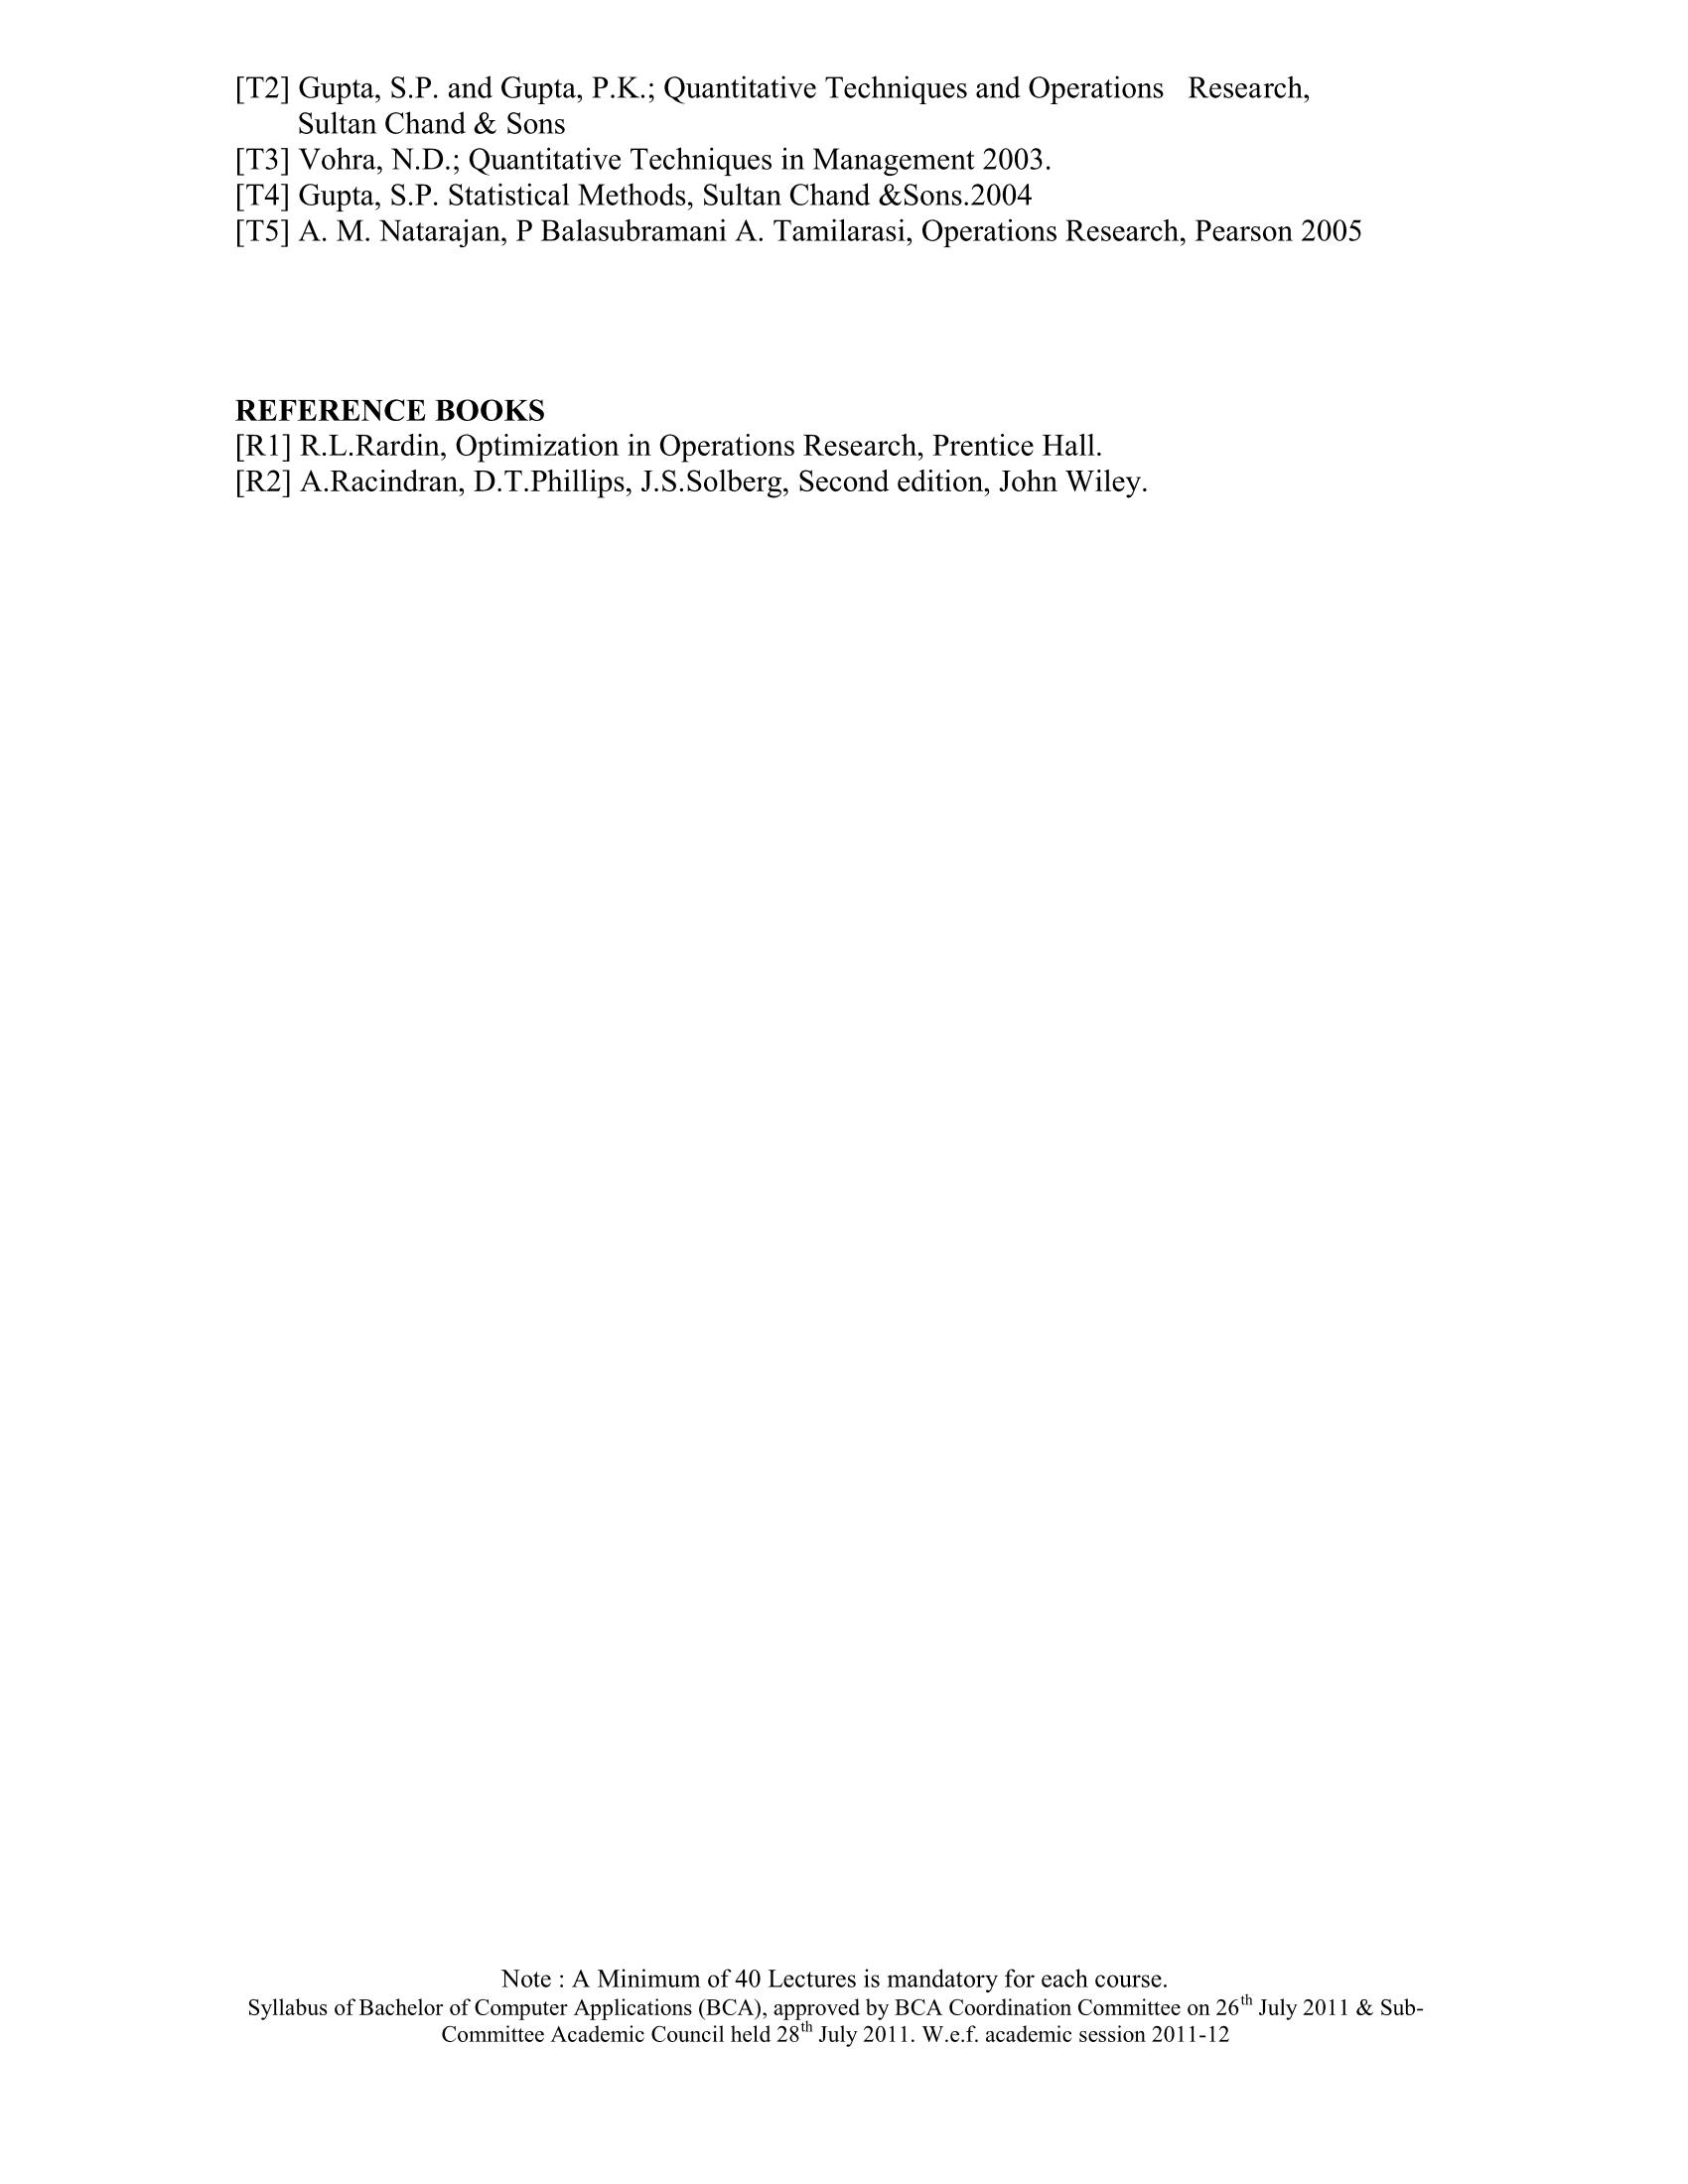 [T2] Gupta, S.P. and Gupta, P.K.; Quantitative Techniques and Operations   Research,
Sultan Chand & Sons
[T3] Vohra, N.D.; Quantitative Techniques in Management 2003.
[T4] Gupta, S.P. Statistical Methods, Sultan Chand &Sons.2004
[T5] A. M. Natarajan, P Balasubramani A. Tamilarasi, Operations Research, Pearson 2005
REFERENCE BOOKS
[R1] R.L.Rardin, Optimization in Operations Research, Prentice Hall.
[R2] A.Racindran, D.T.Phillips, J.S.Solberg, Second edition, John Wiley.
Note : A Minimum of 40 Lectures is mandatory for each course.
Syllabus of Bachelor of Computer Applications (BCA), approved by BCA Coordination Committee on 26th July 2011 & Sub-
Committee Academic Council held 28th July 2011. W.e.f. academic session 2011-12